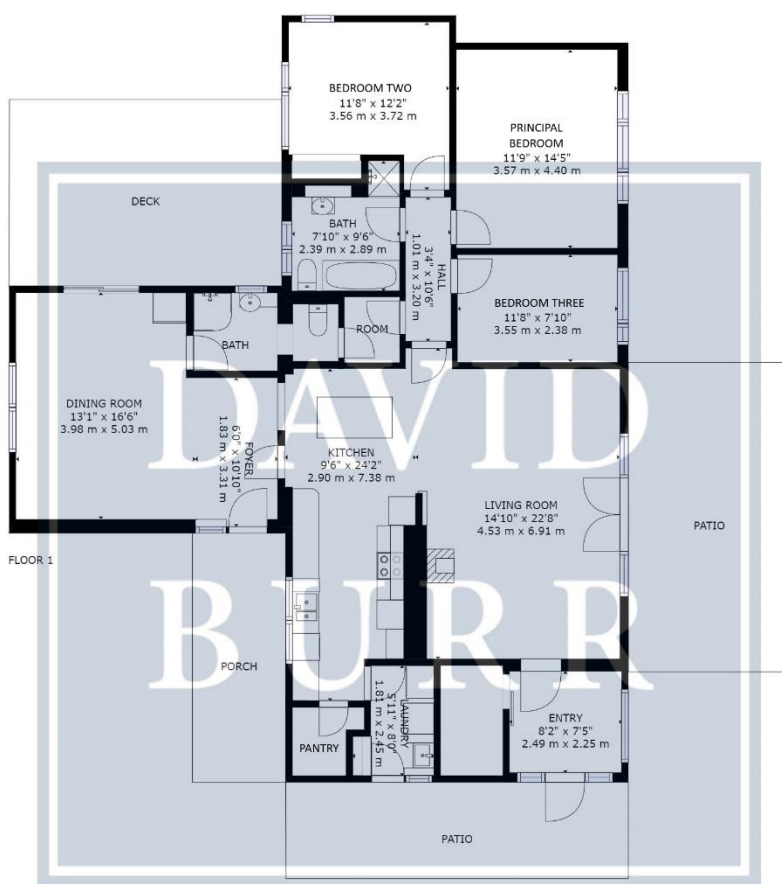 BEDROOM TWO
11'8" x 12'2"
3.56 m x 3.72 m
PRINCIPAL
BEDROOM
11'9" x 14'5"
3.57 m x 4.40 m
DECK
BATH
7'10" x 9'6"
2.39 m x 2.89 m
HALL
3'4" x 10'6"
1.01 m x 3.20 m
BEDROOM THREE
11'8" x 7'10"
3.55 m x 2.38 m
BATH
ROOM
DAVID
DINING ROOM
13'1" x 16'6"
3.98 m x 5.03 m
FOYER
6'0" x 10'10"
1.83 m x 3.31 m
KITCHEN
9'6" x 24'2"
2.90 m x 7.38 m
LIVING ROOM
14'10" x 22'8"
4.53 m x 6.91 m
PATIO
FLOOR 1
BURR
PORCH
PANTRY
LAUNDRY
5'11" x 8'0"
1.81 m x 2.45 m
ENTRY
8'2" x 7'5"
2.49 m x 2.25 m
PATIO